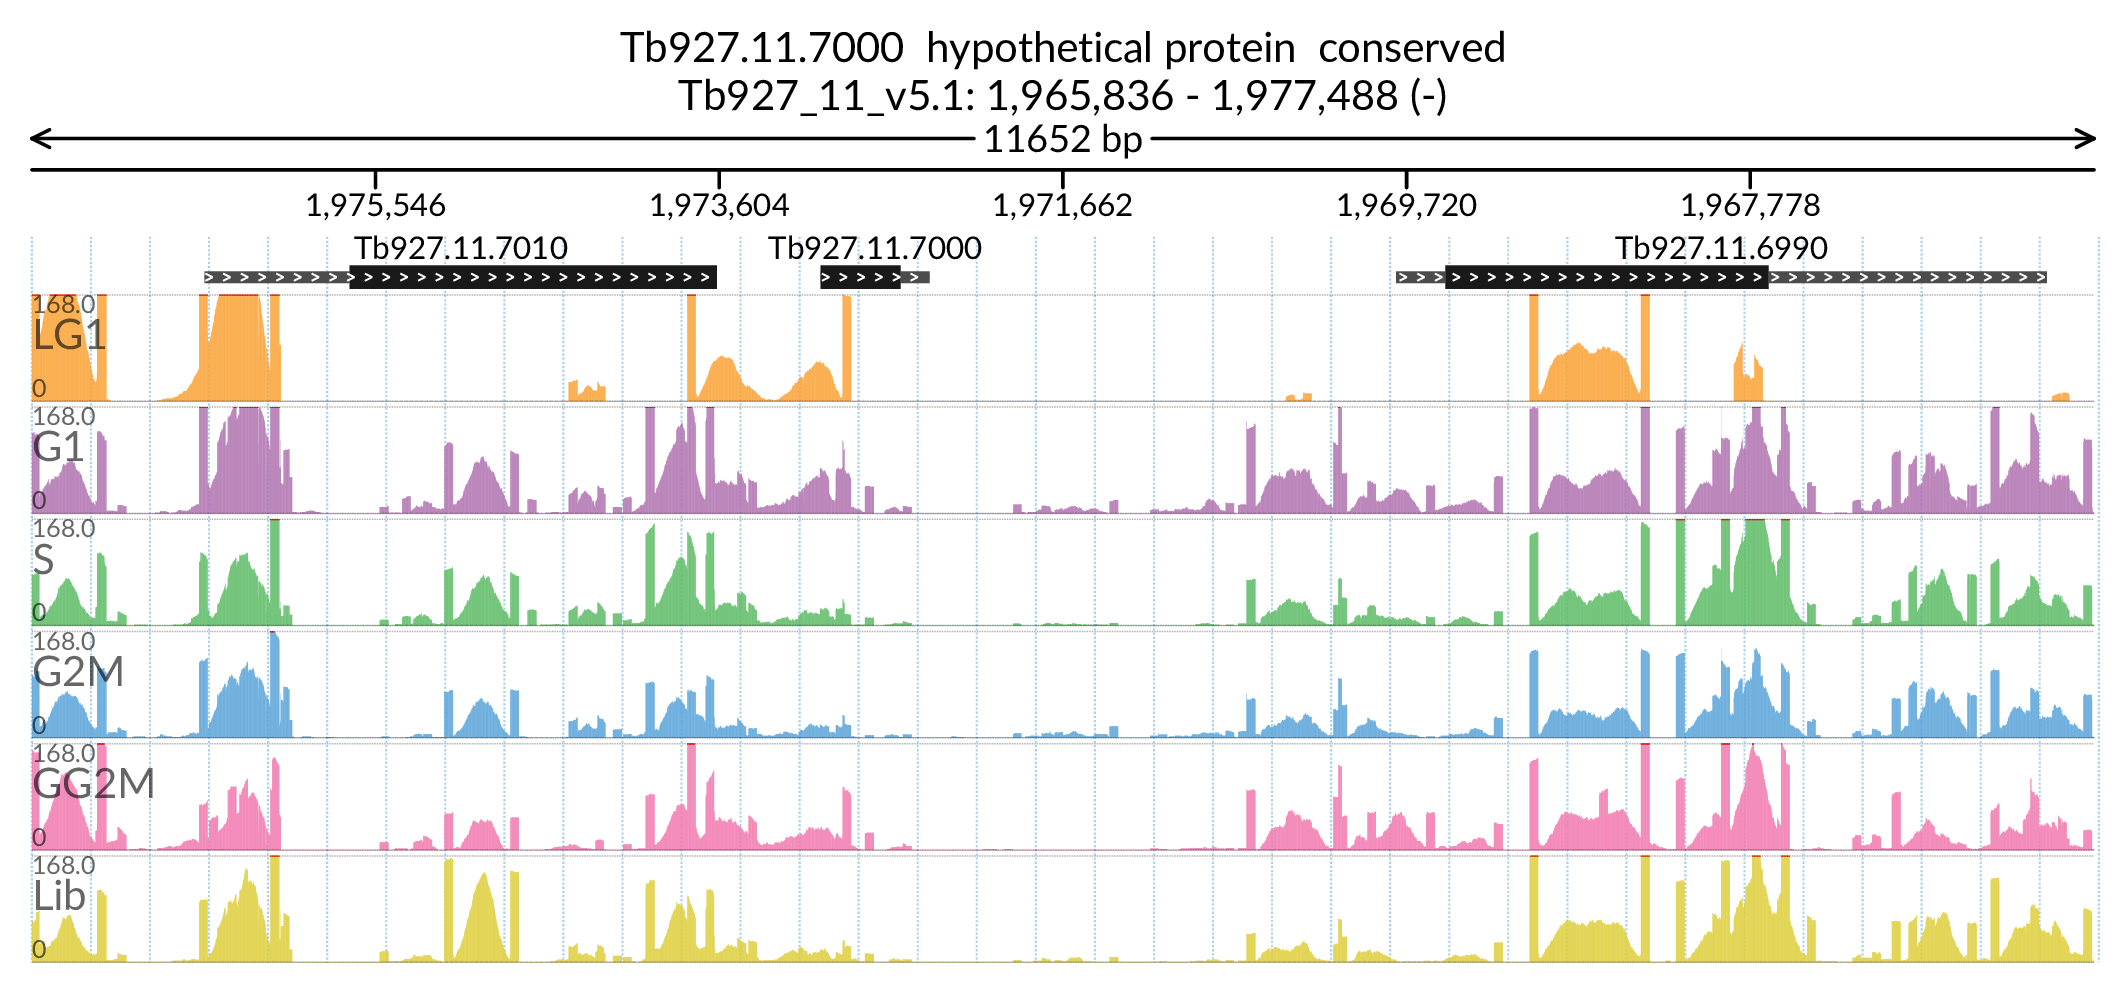 Tb927.11.7000 hypothetical protein conserved
Tb927_11_v5.1: 1,965,836 - 1,977,488 (-)
11652 bp
1,975,546 1,973,604 1,971,662 1,969,720 1,967,778
Tb927.11.7010 Tb927.11.7000 Tb927.11.6990
168.0
LG1
0
168.0
G1
0
168.0
S
0
168.0
G2M
0
168.0
GG2M
0
168.0
Lib
0